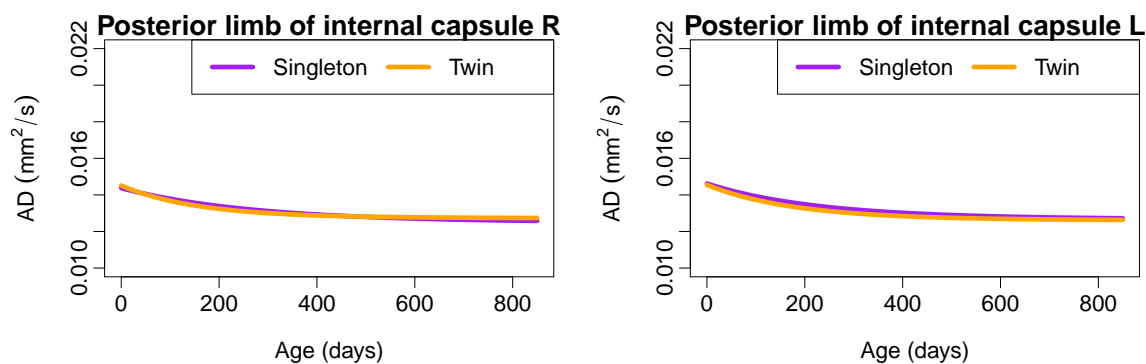 Posterior limb of internal capsule R
Singleton Twin
AD (mm²/s)
0.022
0.016
0.010
0 200 400 600 800
Age (days)
Posterior limb of internal capsule L
Singleton Twin
AD (mm²/s)
0.022
0.016
0.010
0 200 400 600 800
Age (days)